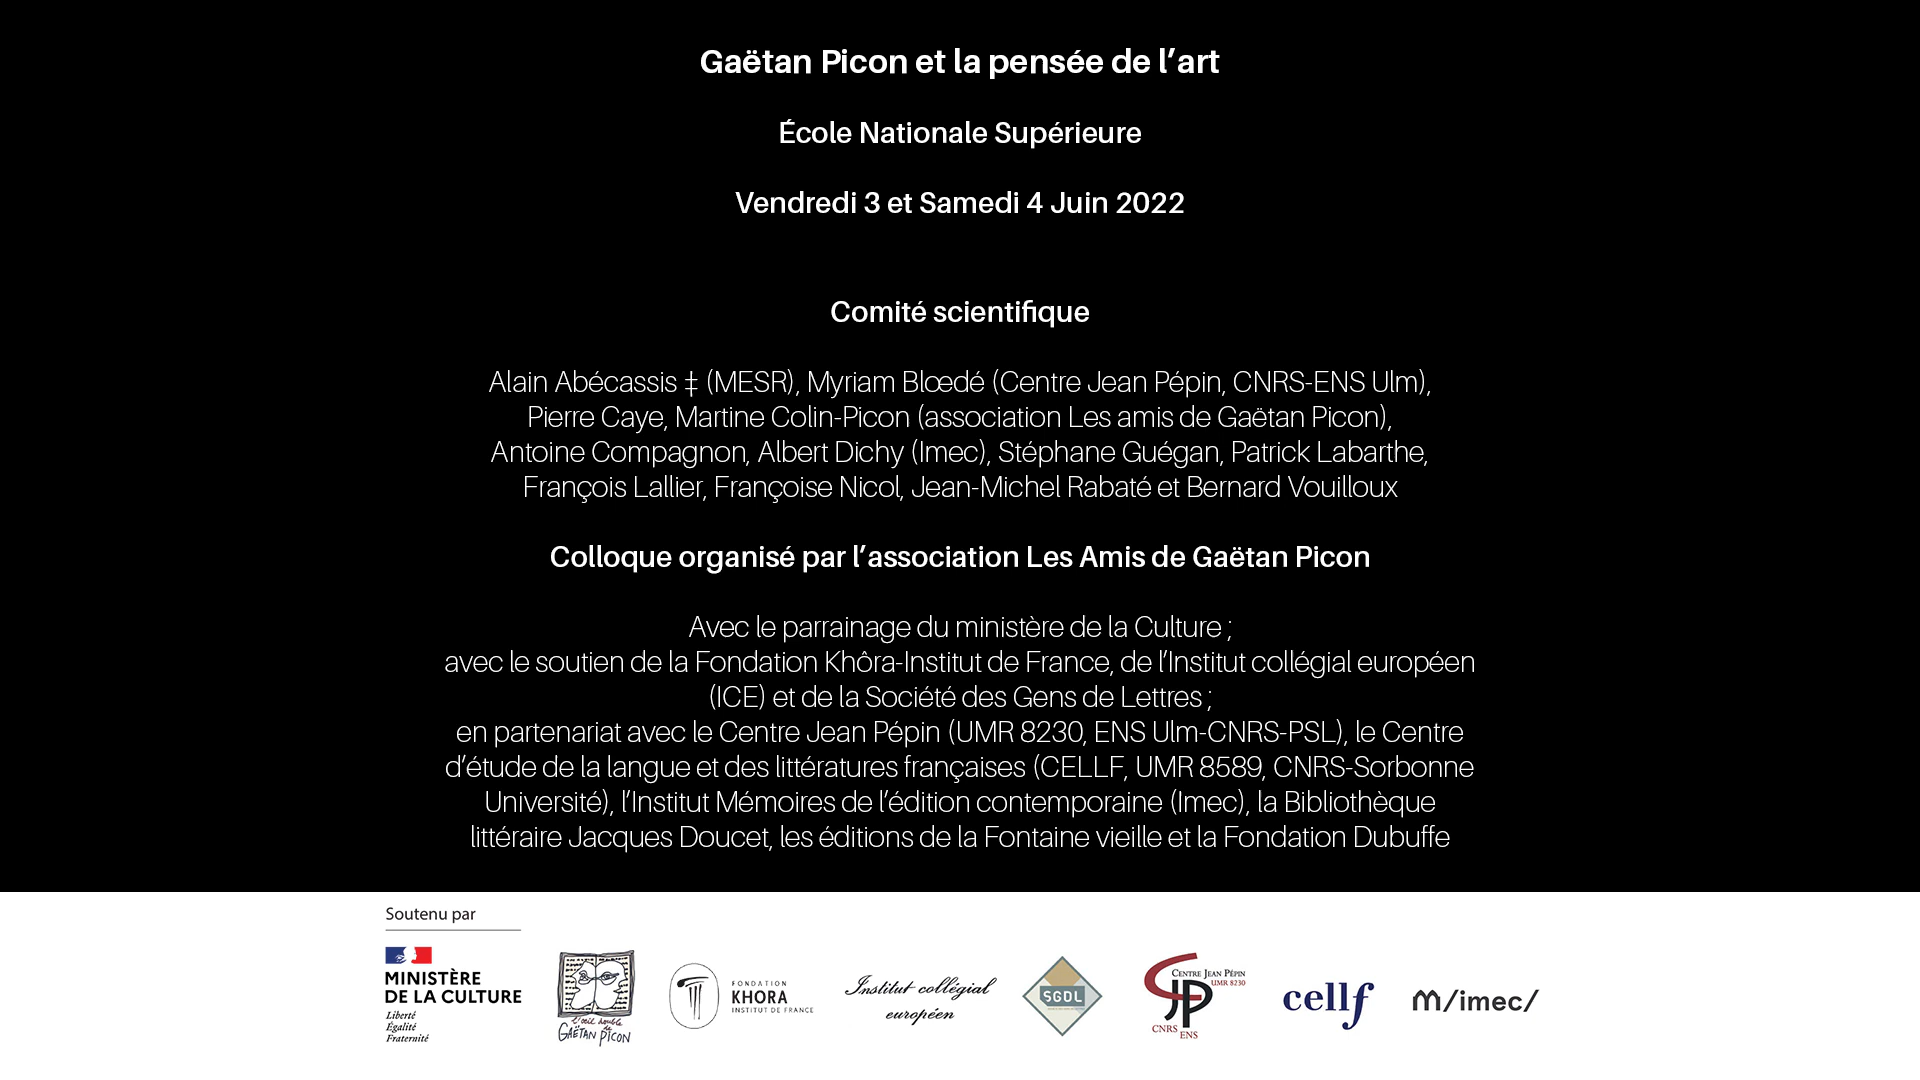 Gaëtan Picon et la pensée de l’art
École Nationale Supérieure
Vendredi 3 et Samedi 4 Juin 2022
Comité scientifique
Alain Abécassis ‡ (MESR), Myriam Blœdé (Centre Jean Pépin, CNRS-ENS Ulm),
Pierre Caye, Martine Colin-Picon (association Les amis de Gaëtan Picon),
Antoine Compagnon, Albert Dichy (Imec), Stéphane Guégan, Patrick Labarthe,
François Lallier, Françoise Nicol, Jean-Michel Rabaté et Bernard Vouilloux
Colloque organisé par l’association Les Amis de Gaëtan Picon
Avec le parrainage du ministère de la Culture ;
avec le soutien de la Fondation Khôra-Institut de France, de l’Institut collégial européen
(ICE) et de la Société des Gens de Lettres ;
en partenariat avec le Centre Jean Pépin (UMR 8230, ENS Ulm-CNRS-PSL), le Centre
d’étude de la langue et des littératures françaises (CELLF, UMR 8589, CNRS-Sorbonne
Université), l’Institut Mémoires de l’édition contemporaine (Imec), la Bibliothèque
littéraire Jacques Doucet, les éditions de la Fontaine vieille et la Fondation Dubuffe
Soutenu par
MINISTÈRE
DE LA CULTURE
Liberté
Égalité
Fraternité
l'œil double
de
GAËTAN PICON
FONDATION
KHORA
INSTITUT DE FRANCE
Institut collégial
européen
SGDL
CENTRE JEAN PÉPIN
UMR 8230
CJP
CNRS
ENS
cellf
m/imec/